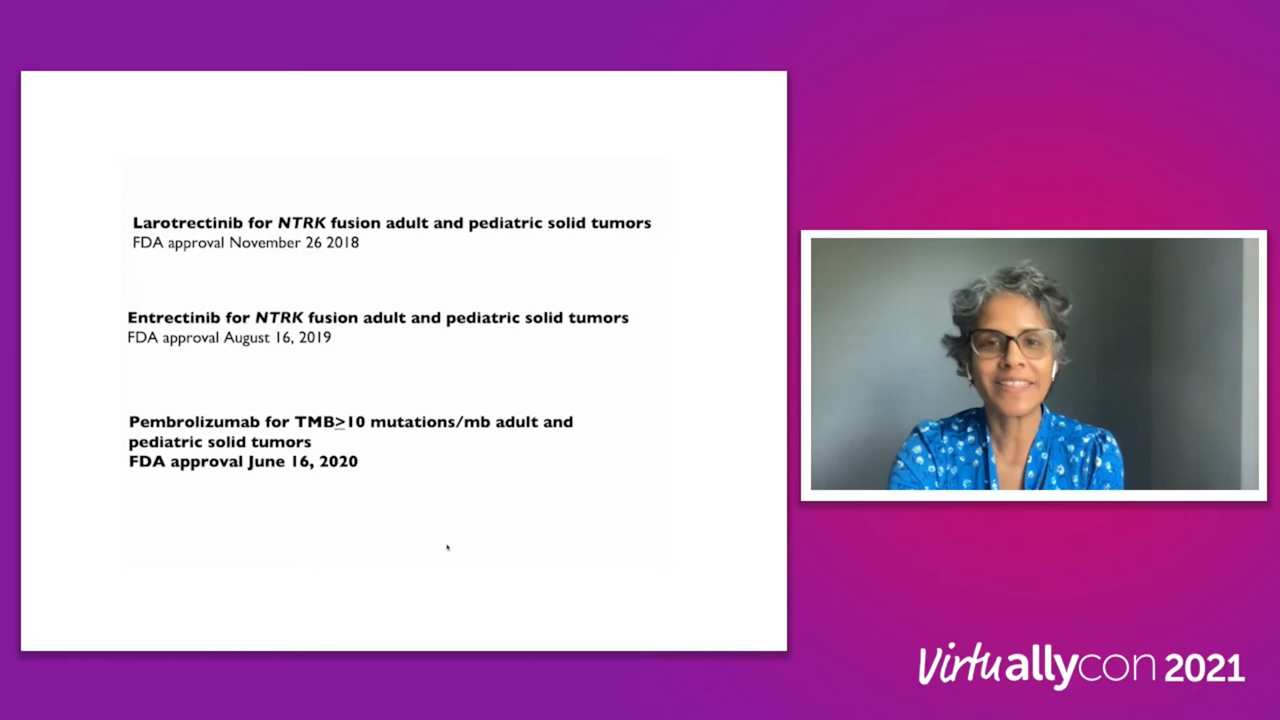 Larotrectinib for NTRK fusion adult and pediatric solid tumors
FDA approval November 26 2018
Entrectinib for NTRK fusion adult and pediatric solid tumors
FDA approval August 16, 2019
Pembrolizumab for TMB≥10 mutations/mb adult and
pediatric solid tumors
FDA approval June 16, 2020
Virtuallycon 2021